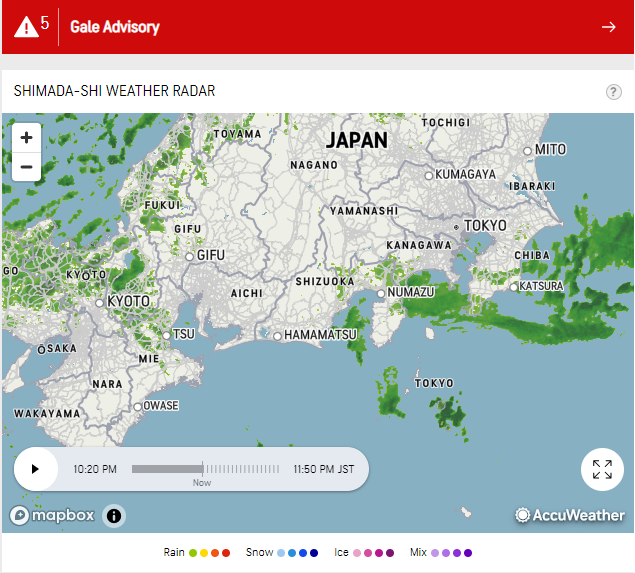 5
Gale Advisory
SHIMADA-SHI WEATHER RADAR
?
+
−
TOCHIGI
TOYAMA
JAPAN
MITO
NAGANO
KUMAGAYA
IBARAKI
FUKUI
YAMANASHI
GIFU
TOKYO
KANAGAWA
GIFU
CHIBA
GO
KYOTO
SHIZUOKA
KATSURA
AICHI
NUMAZU
KYOTO
TSU
HAMAMATSU
OSAKA
MIE
NARA
TOKYO
OWASE
WAKAYAMA
10:20 PM
11:50 PM JST
Now
mapbox
AccuWeather
Rain Snow Ice Mix